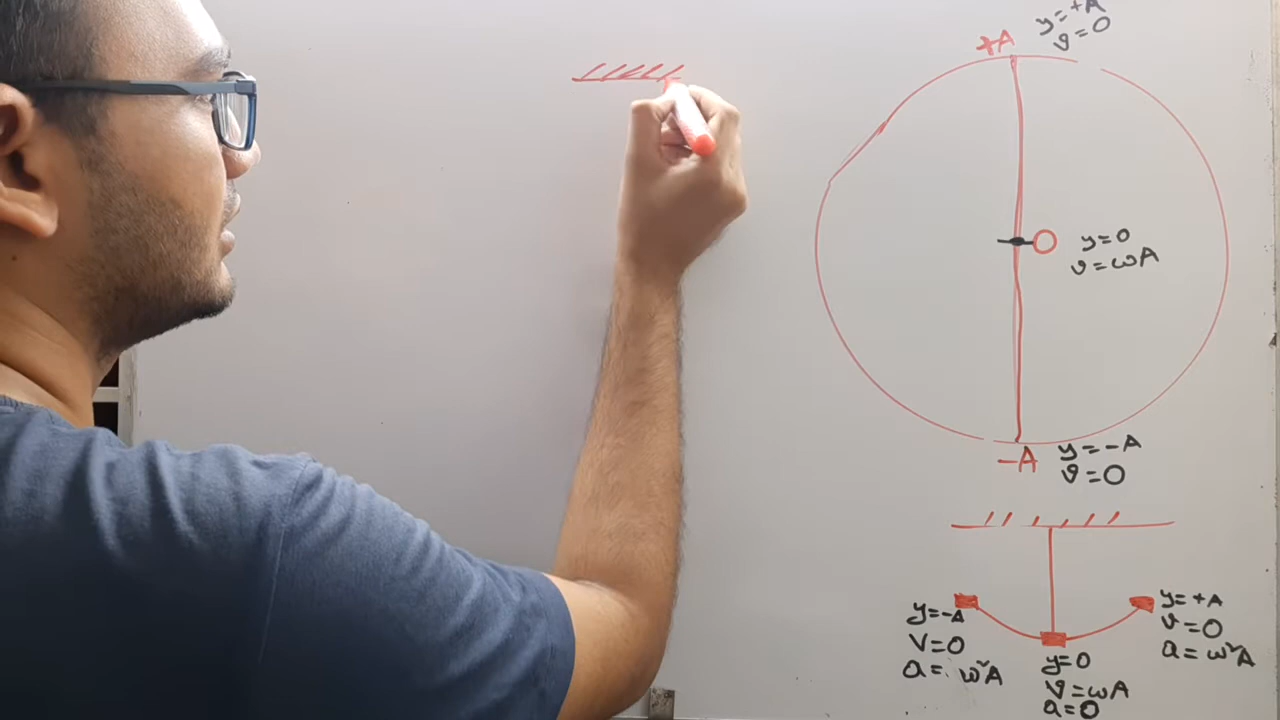 y=+A
v=0
+A
O
y=0
v=ωA
-A
y=-A
v=0
y=-A
V=0
a=·ω²A
y=0
v=ωA
a=0
y=+A
v=0
a=ω²A